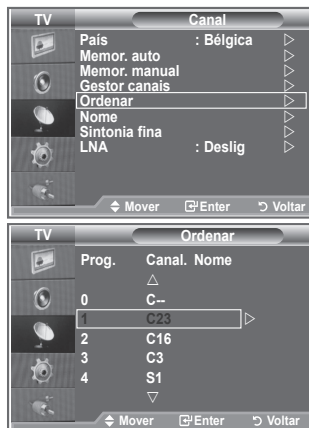 TV Canal
País : Bélgica
Memor. auto
Memor. manual
Gestor canais
Ordenar
Nome
Sintonia fina
LNA : Deslig
Mover Enter Voltar
TV Ordenar
Prog. Canal. Nome
0 C--
1 C23
2 C16
3 C3
4 S1
Mover Enter Voltar